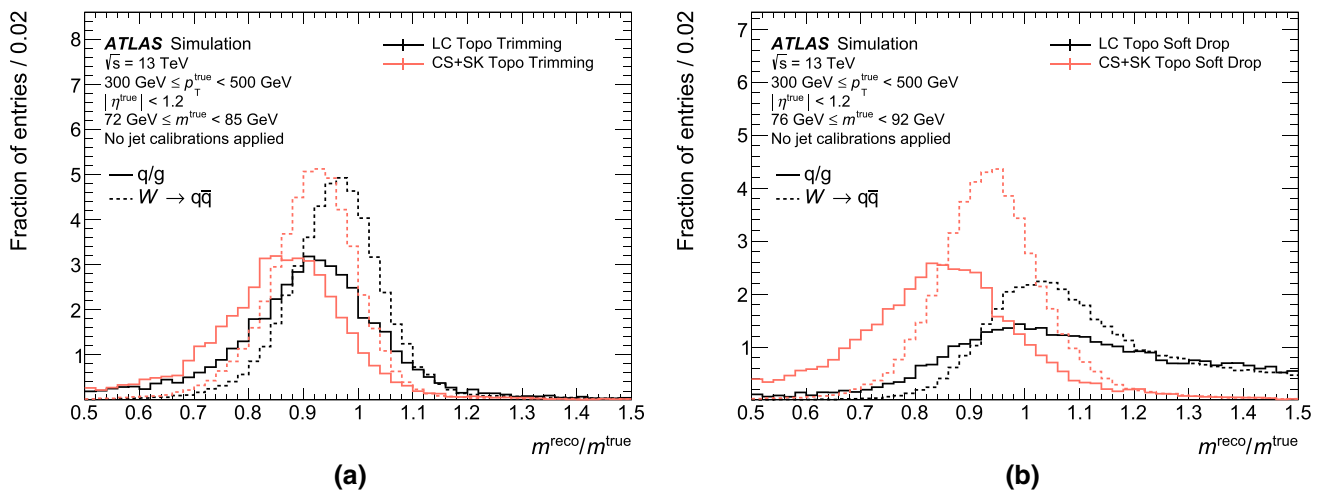 Fraction of entries / 0.02
8
7
6
5
4
3
2
1
ATLAS Simulation
√s = 13 TeV
300 GeV ≤ p_T^true < 500 GeV
|η^true| < 1.2
72 GeV ≤ m^true < 85 GeV
No jet calibrations applied
q/g
W → qq̅
LC Topo Trimming
CS+SK Topo Trimming
0.5 0.6 0.7 0.8 0.9 1 1.1 1.2 1.3 1.4 1.5
m^reco/m^true
(a)
Fraction of entries / 0.02
7
6
5
4
3
2
1
ATLAS Simulation
√s = 13 TeV
300 GeV ≤ p_T^true < 500 GeV
|η^true| < 1.2
76 GeV ≤ m^true < 92 GeV
No jet calibrations applied
q/g
W → qq̅
LC Topo Soft Drop
CS+SK Topo Soft Drop
0.5 0.6 0.7 0.8 0.9 1 1.1 1.2 1.3 1.4 1.5
m^reco/m^true
(b)